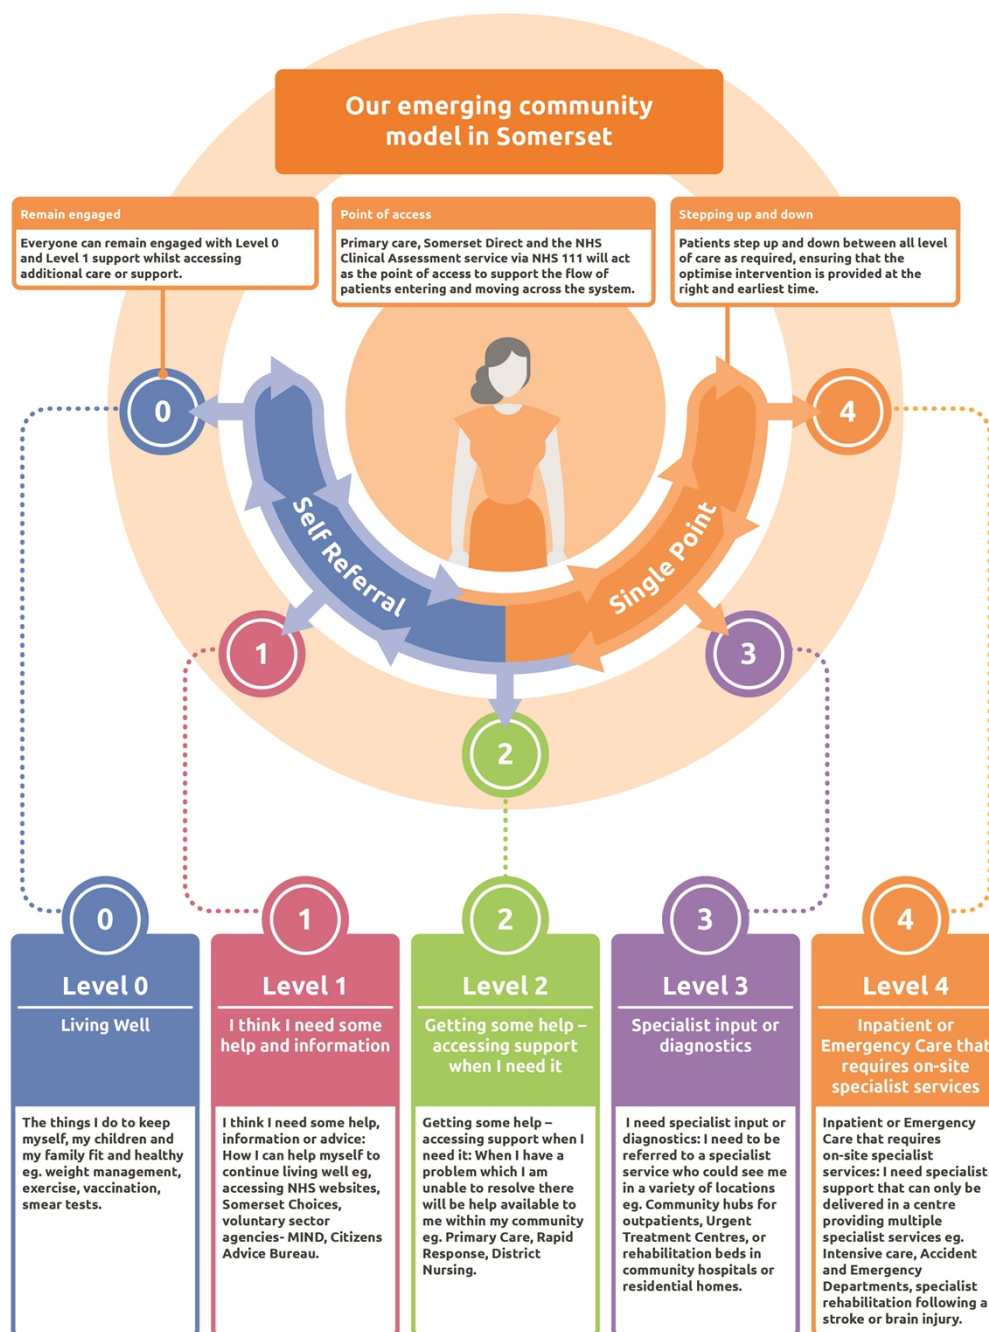 Our emerging community
model in Somerset
Remain engaged
Everyone can remain engaged with Level 0
and Level 1 support whilst accessing
additional care or support.
Point of access
Primary care, Somerset Direct and the NHS
Clinical Assessment service via NHS 111 will act
as the point of access to support the flow of
patients entering and moving across the system.
Stepping up and down
Patients step up and down between all level
of care as required, ensuring that the
optimise intervention is provided at the
right and earliest time.
0
4
Self Referral
Single Point
1
3
2
0
Level 0
Living Well
The things I do to keep
myself, my children and
my family fit and healthy
eg. weight management,
exercise, vaccination,
smear tests.
1
Level 1
I think I need some
help and information
I think I need some help,
information or advice:
How I can help myself to
continue living well eg,
accessing NHS websites,
Somerset Choices,
voluntary sector
agencies- MIND, Citizens
Advice Bureau.
2
Level 2
Getting some help –
accessing support
when I need it
Getting some help –
accessing support when I
need it: When I have a
problem which I am
unable to resolve there
will be help available to
me within my community
eg. Primary Care, Rapid
Response, District
Nursing.
3
Level 3
Specialist input or
diagnostics
I need specialist input or
diagnostics: I need to be
referred to a specialist
service who could see me
in a variety of locations
eg. Community hubs for
outpatients, Urgent
Treatment Centres, or
rehabilitation beds in
community hospitals or
residential homes.
4
Level 4
Inpatient or
Emergency Care that
requires on-site
specialist services
Inpatient or Emergency
Care that requires
on-site specialist
services: I need specialist
support that can only be
delivered in a centre
providing multiple
specialist services eg.
Intensive care, Accident
and Emergency
Departments, specialist
rehabilitation following a
stroke or brain injury.